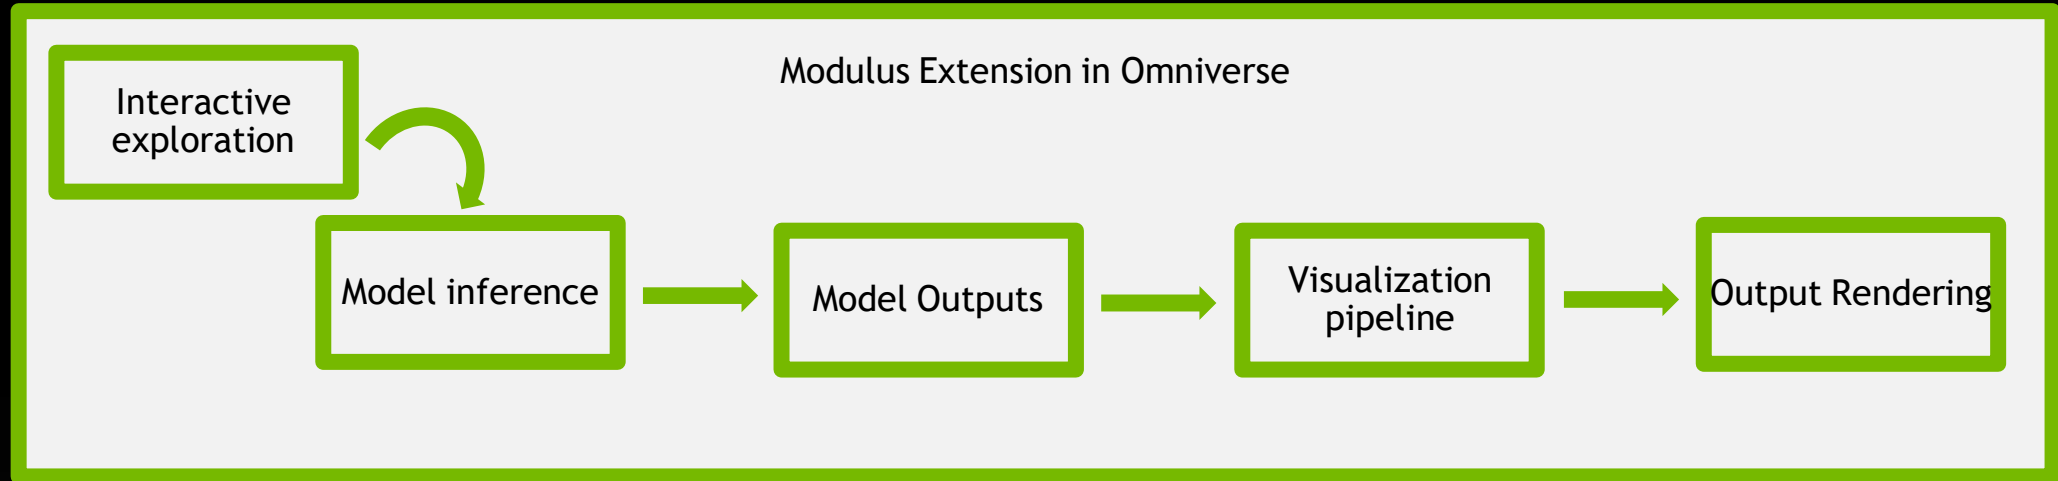 Modulus Extension in Omniverse
Interactive
exploration
Model inference
Model Outputs
Visualization
pipeline
Output Rendering